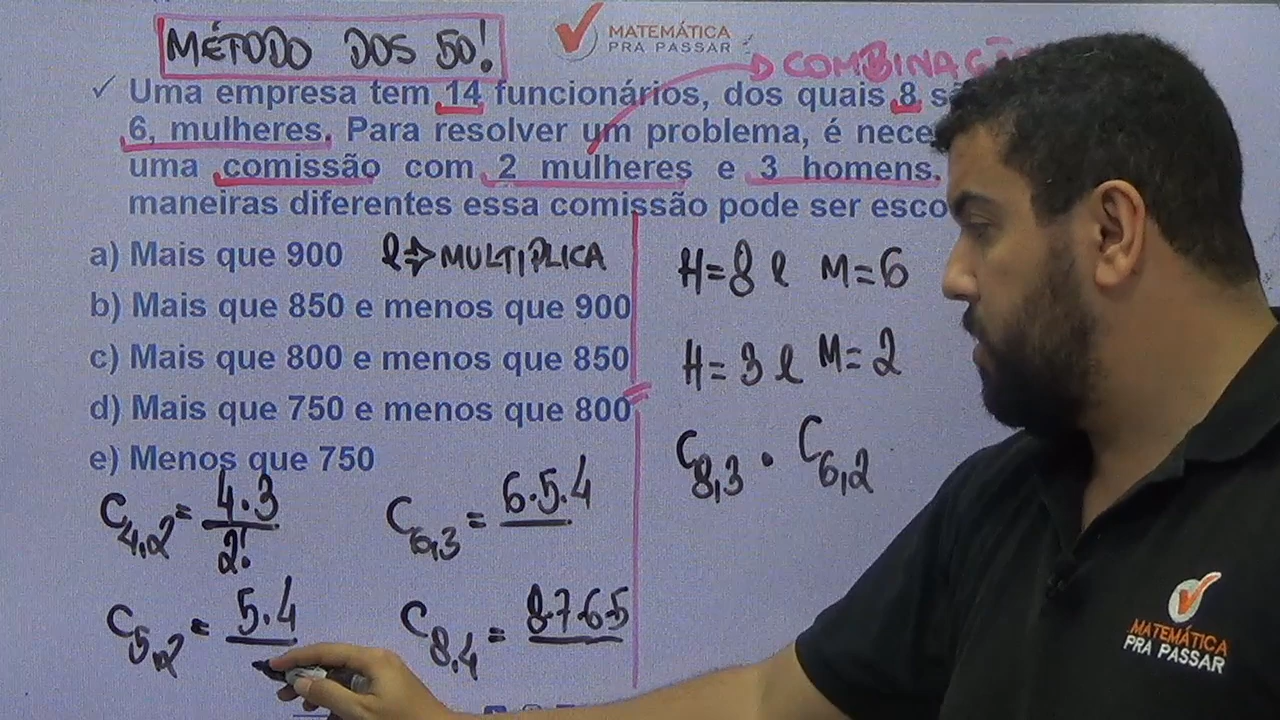 MÉTODO DOS 50!
MATEMÁTICA
PRA PASSAR
COMBINAÇÃO
✓ Uma empresa tem 14 funcionários, dos quais 8
6, mulheres. Para resolver um problema, é
uma comissão com 2 mulheres e 3 homens.
maneiras diferentes essa comissão pode ser
a) Mais que 900
e ⇒ MULTIPLICA
b) Mais que 850 e menos que 900
c) Mais que 800 e menos que 850
d) Mais que 750 e menos que 800
e) Menos que 750
C4,2 = 4.3
2!
C6,3 = 6.5.4
C5,2 = 5.4
C8,4 = 8.7.6.5
H=8 e M=6
H=3 e M=2
C8,3 . C6,2
MATEMÁTICA
PRA PASSAR